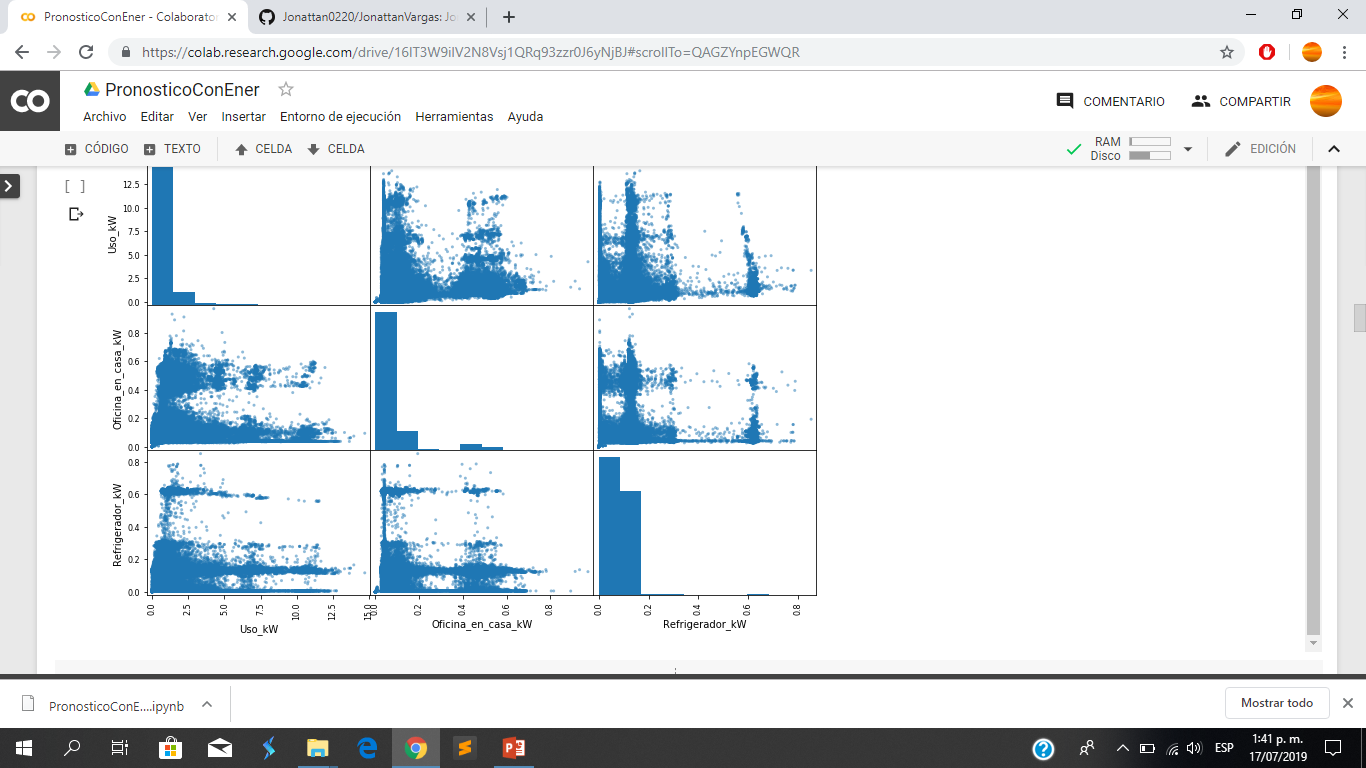 PronosticoConEner - Colaborator
Jonattan0220/JonattanVargas: Jo
https://colab.research.google.com/drive/16IT3W9iIV2N8Vsj1QRq93zzr0J6yNjBJ#scrollTo=QAGZYnpEGWQR
CO
PronosticoConEner
Archivo Editar Ver Insertar Entorno de ejecución Herramientas Ayuda
COMENTARIO
COMPARTIR
CÓDIGO
TEXTO
CELDA
CELDA
RAM
Disco
EDICIÓN
[ ]
Uso_kW
12.5
10.0
7.5
5.0
2.5
0.0
Oficina_en_casa_kW
0.8
0.6
0.4
0.2
0.0
Refrigerador_kW
0.8
0.6
0.4
0.2
0.0
0.0 2.5 5.0 7.5 10.0 12.5 15.0
0.2 0.4 0.6 0.8
0.0 0.2 0.4 0.6 0.8
Uso_kW
Oficina_en_casa_kW
Refrigerador_kW
PronosticoConE....ipynb
Mostrar todo
ESP
1:41 p. m.
17/07/2019